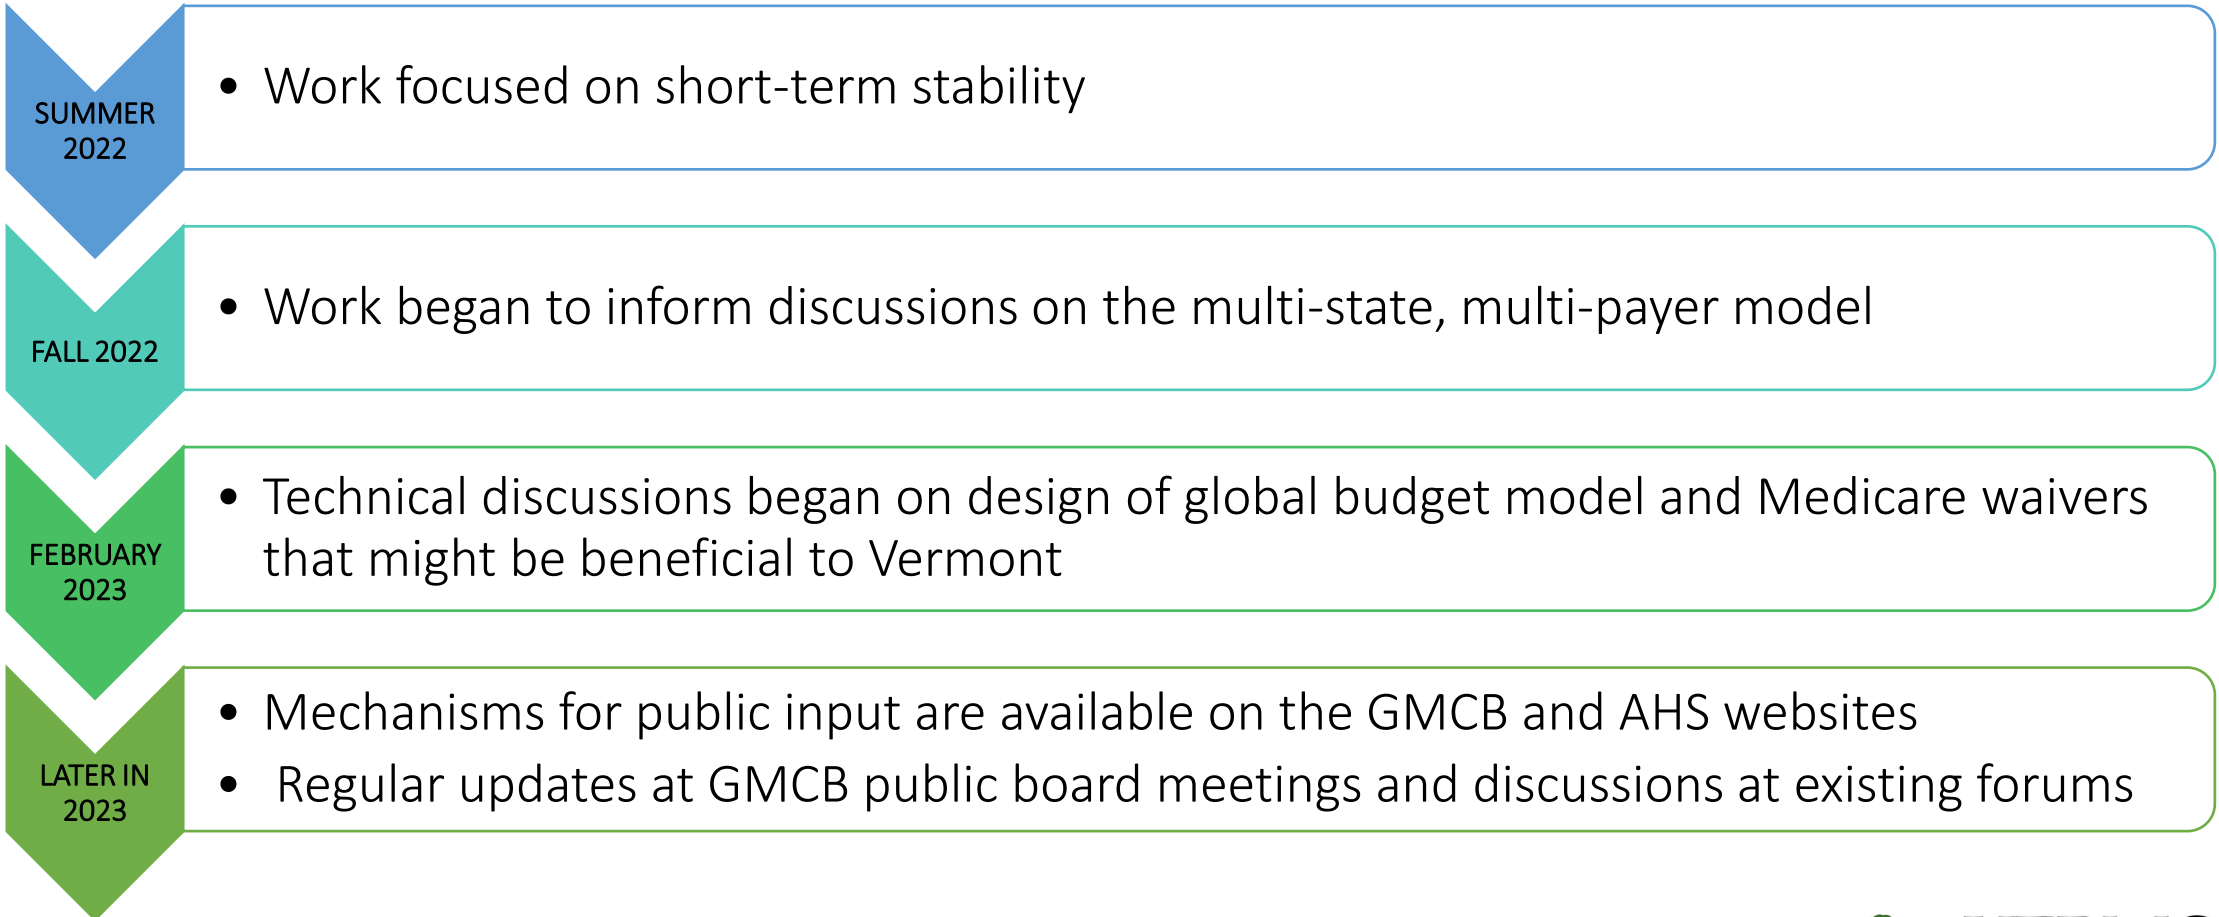 SUMMER
2022
• Work focused on short-term stability
FALL 2022
• Work began to inform discussions on the multi-state, multi-payer model
FEBRUARY
2023
• Technical discussions began on design of global budget model and Medicare waivers
that might be beneficial to Vermont
LATER IN
2023
• Mechanisms for public input are available on the GMCB and AHS websites
• Regular updates at GMCB public board meetings and discussions at existing forums